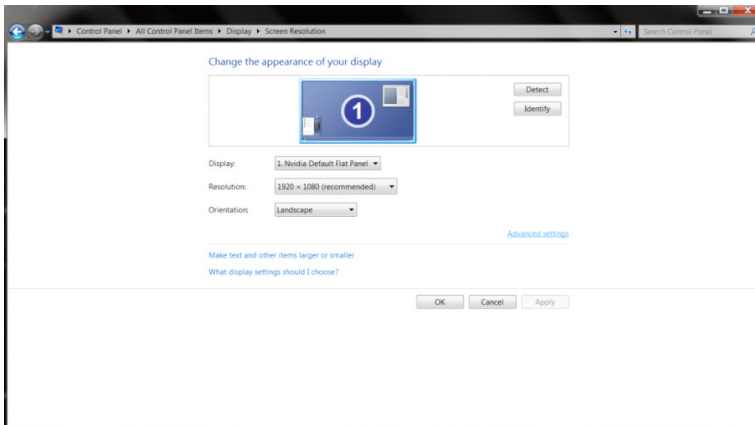 Control Panel ▸ All Control Panel Items ▸ Display ▸ Screen Resolution
Search Control Panel
Change the appearance of your display
1
Detect
Identify
Display: 1. Nvidia Default Flat Panel
Resolution: 1920 × 1080 (recommended)
Orientation: Landscape
Advanced settings
Make text and other items larger or smaller
What display settings should I choose?
OK Cancel Apply